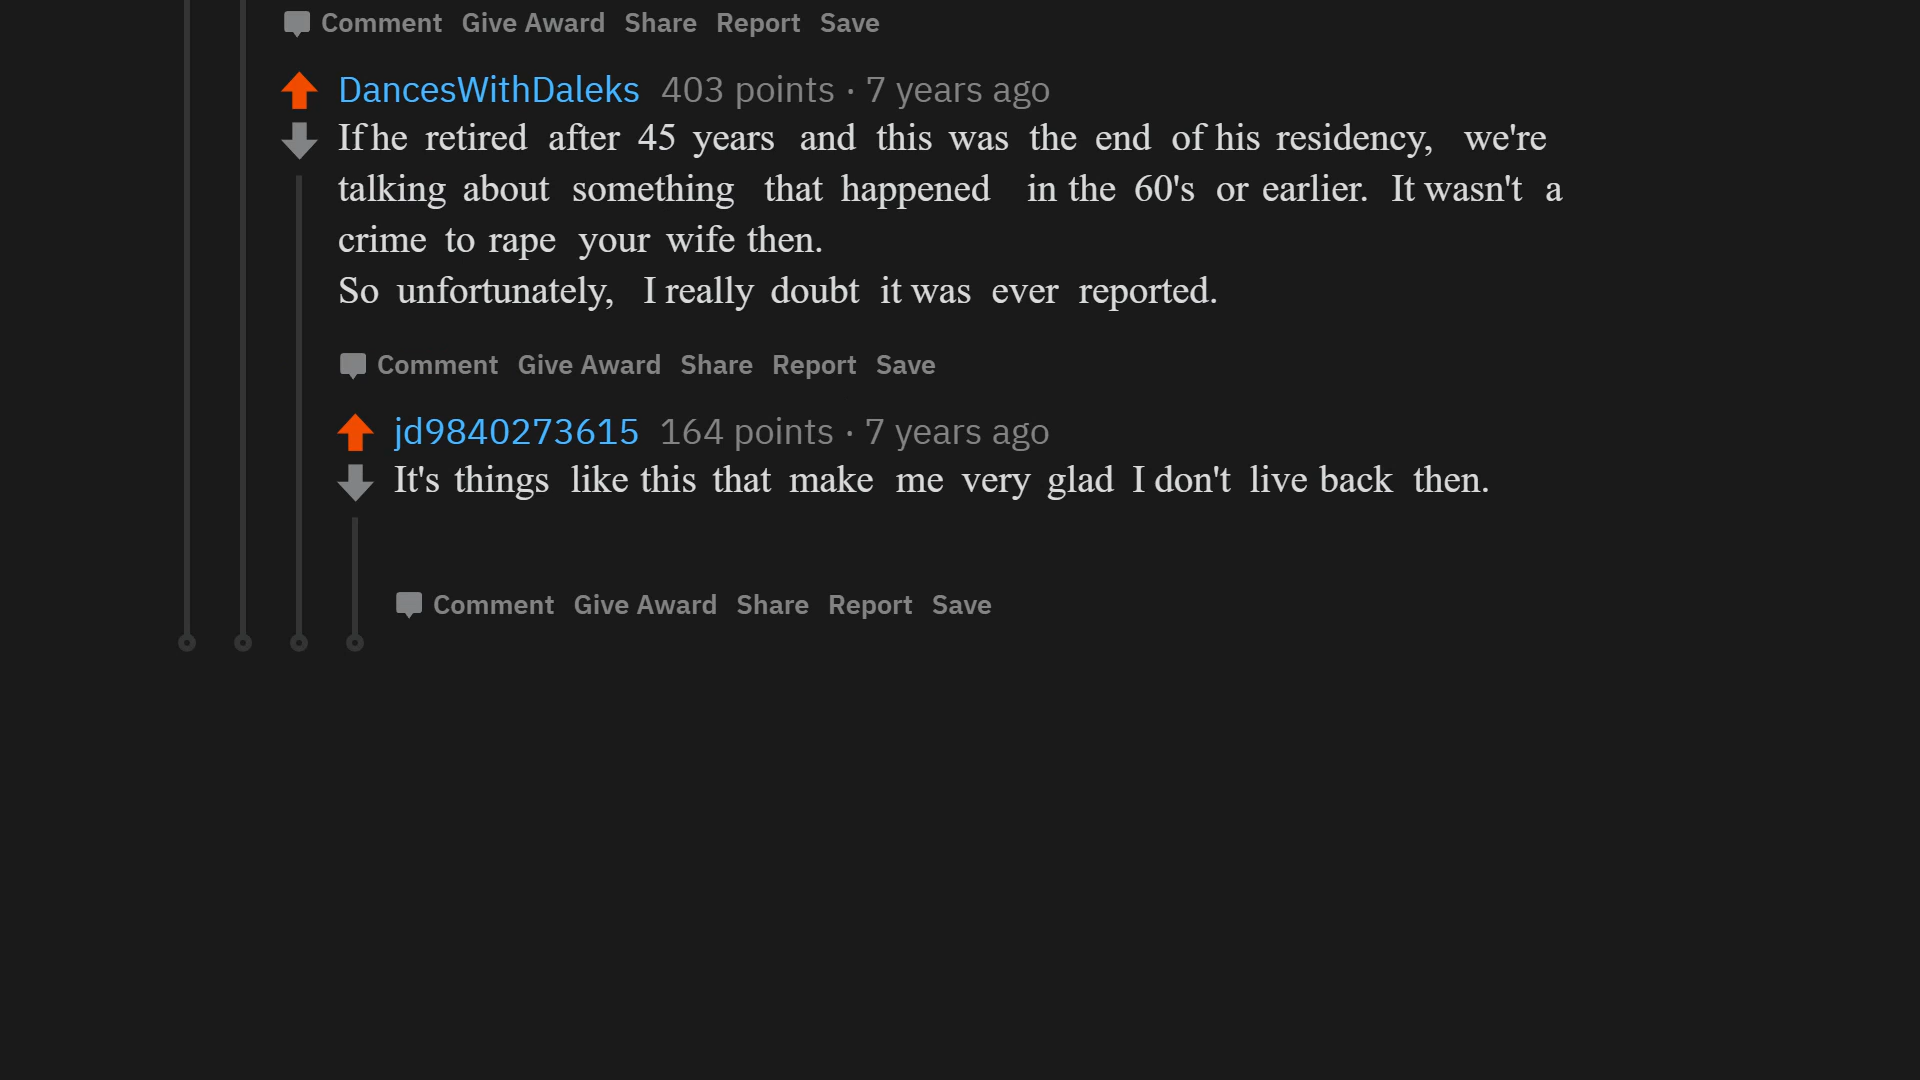 Comment Give Award Share Report Save
DancesWithDaleks 403 points · 7 years ago
If he retired after 45 years and this was the end of his residency, we're
talking about something that happened in the 60's or earlier. It wasn't a
crime to rape your wife then.
So unfortunately, I really doubt it was ever reported.
Comment Give Award Share Report Save
jd9840273615 164 points · 7 years ago
It's things like this that make me very glad I don't live back then.
Comment Give Award Share Report Save